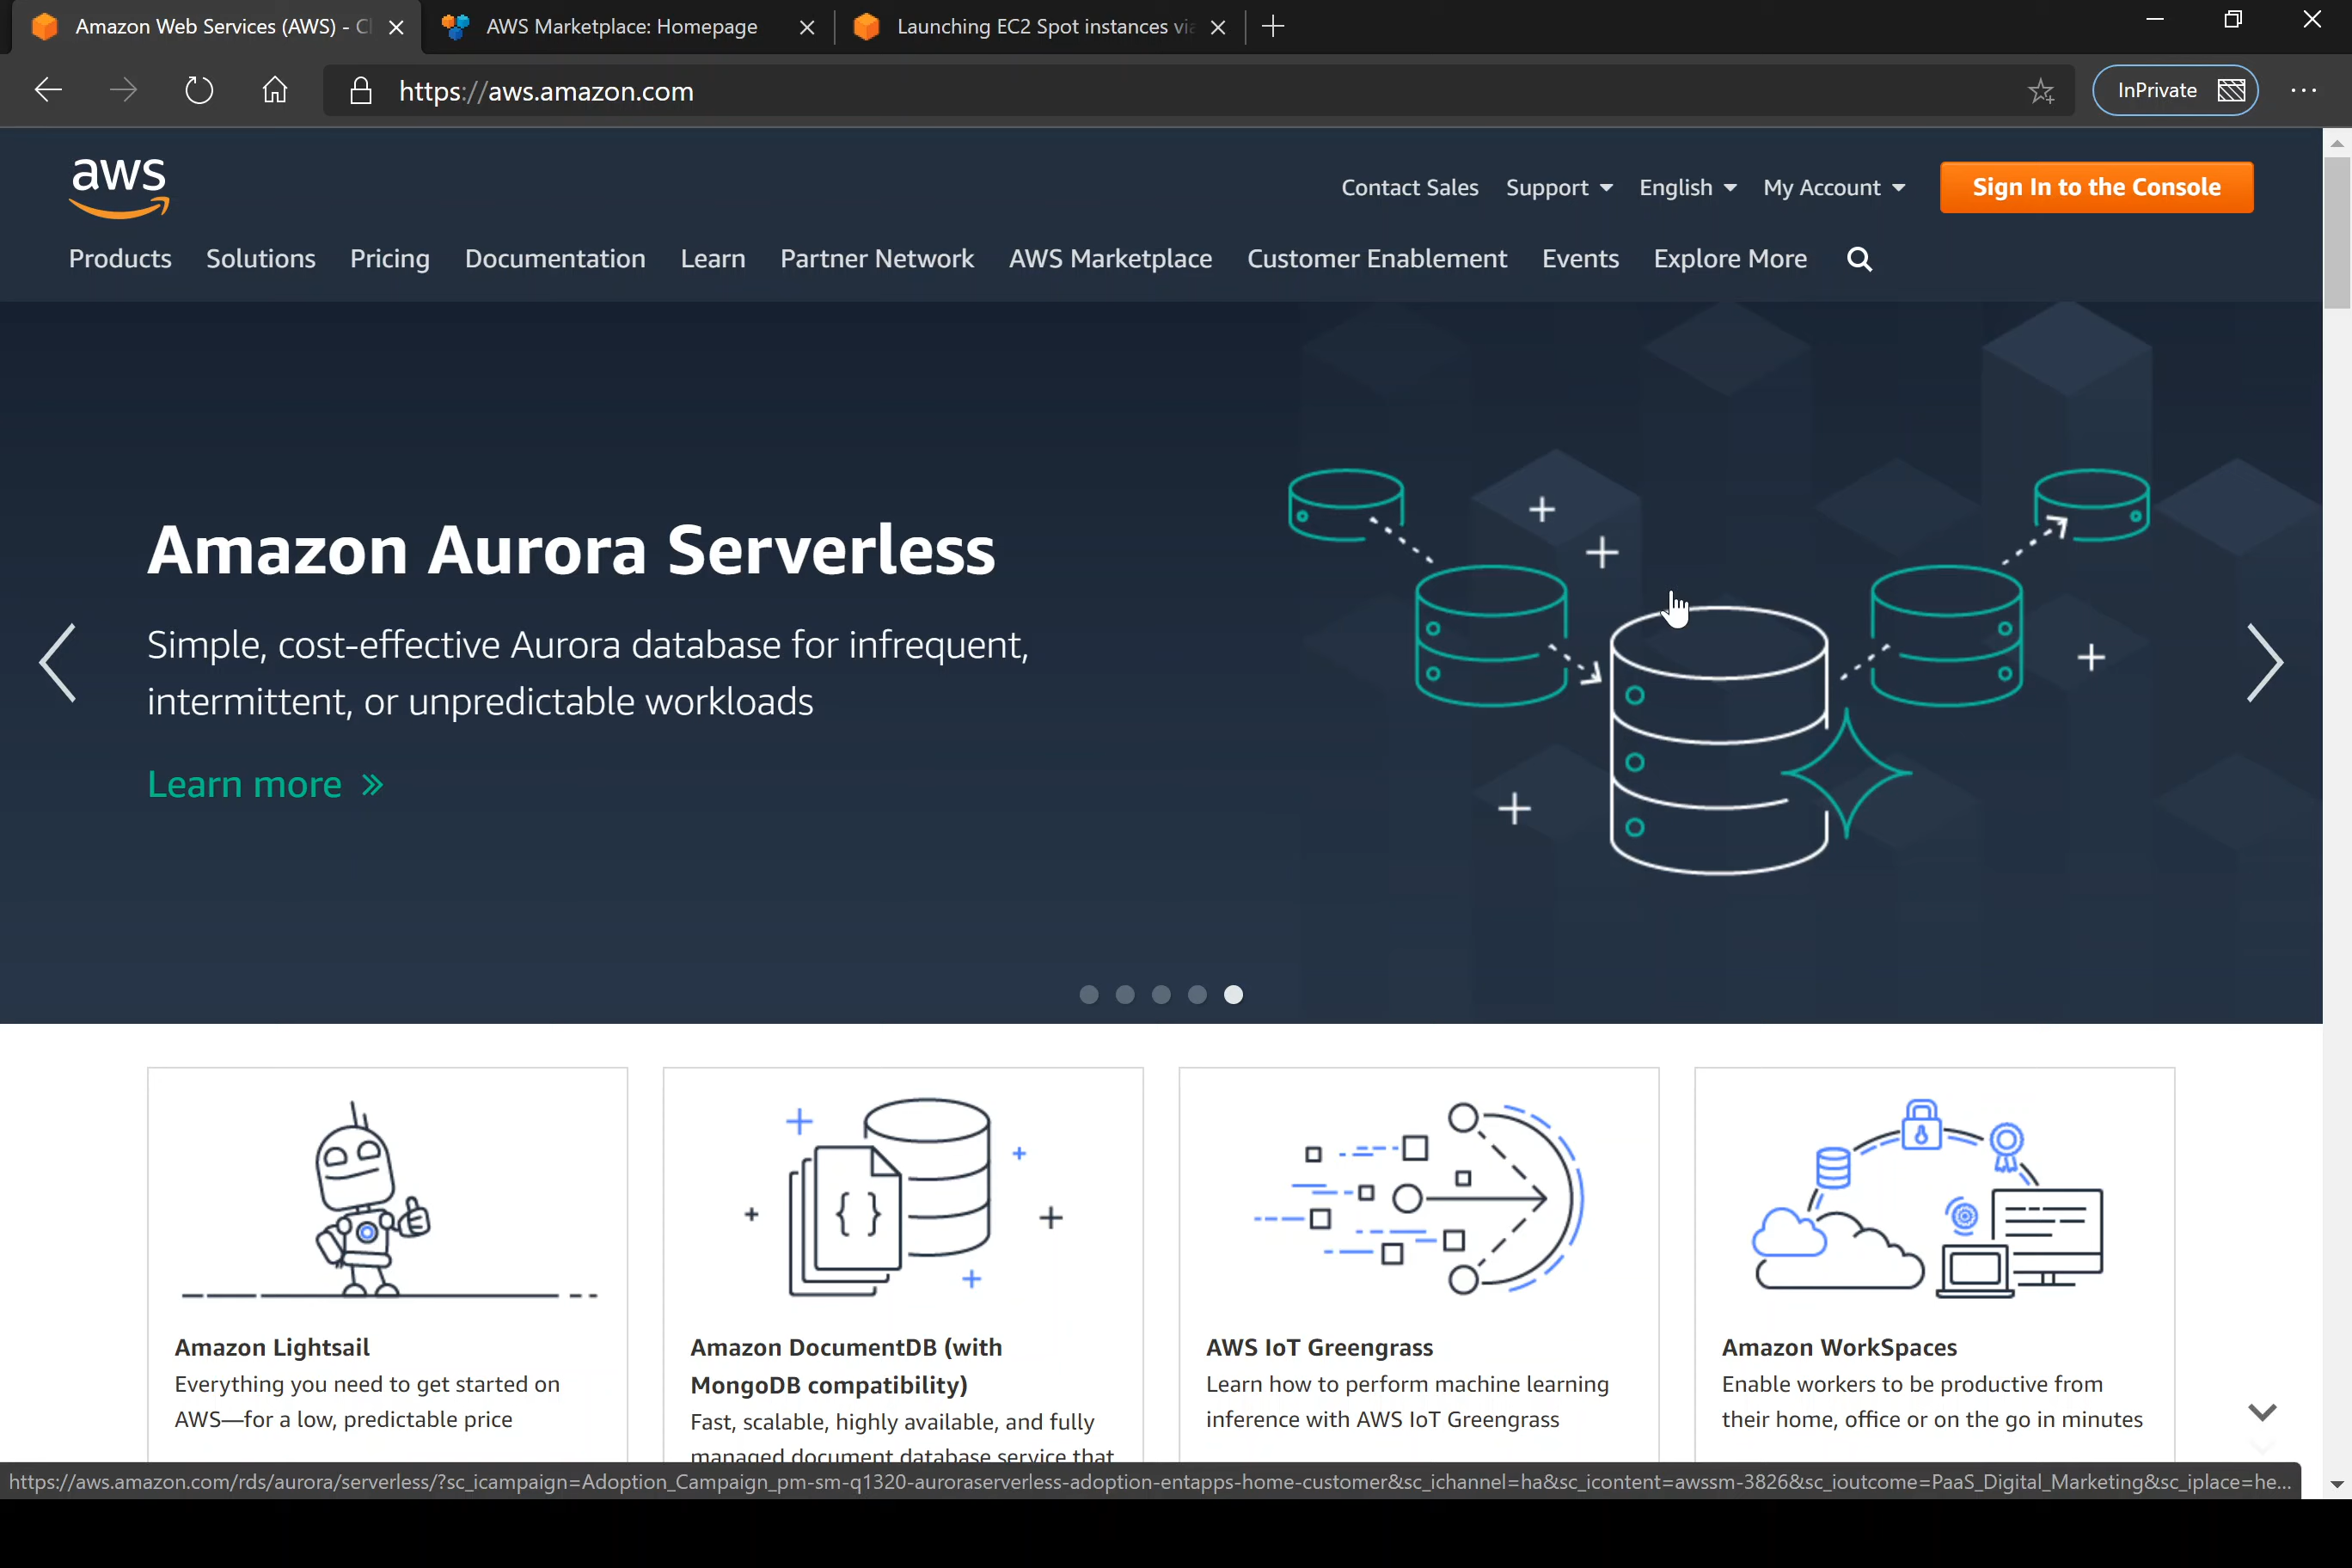 Amazon Web Services (AWS) - Cl
AWS Marketplace: Homepage
Launching EC2 Spot instances via
https://aws.amazon.com
InPrivate
aws
Contact Sales Support English My Account Sign In to the Console
Products Solutions Pricing Documentation Learn Partner Network AWS Marketplace Customer Enablement Events Explore More
Amazon Aurora Serverless
Simple, cost-effective Aurora database for infrequent,
intermittent, or unpredictable workloads
Learn more »
{ }
Amazon Lightsail
Everything you need to get started on
AWS—for a low, predictable price
Amazon DocumentDB (with
MongoDB compatibility)
Fast, scalable, highly available, and fully
managed document database service that
AWS IoT Greengrass
Learn how to perform machine learning
inference with AWS IoT Greengrass
Amazon WorkSpaces
Enable workers to be productive from
their home, office or on the go in minutes
https://aws.amazon.com/rds/aurora/serverless/?sc_icampaign=Adoption_Campaign_pm-sm-q1320-auroraserverless-adoption-entapps-home-customer&sc_ichannel=ha&sc_icontent=awssm-3826&sc_ioutcome=PaaS_Digital_Marketing&sc_iplace=he...